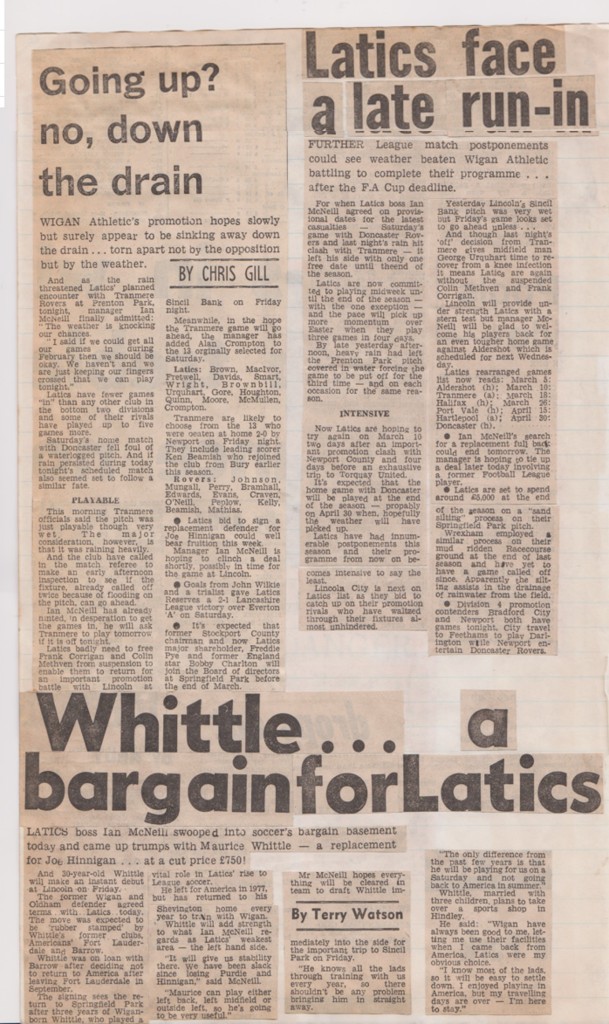 Going up?
no, down
the drain
WIGAN Athletic's promotion hopes slowly
but surely appear to be sinking away down
the drain ... torn apart not by the opposition
but by the weather.
BY CHRIS GILL
And as the rain
threatened Latics' planned
encounter with Tranmere
Rovers at Prenton Park,
tonight, manager Ian
McNeill finally admitted:
"The weather is knocking
our chances.
"I said if we could get all
our games in during
February then we should be
okay. We haven't and we
are just keeping our fingers
crossed that we can play
tonight."
Latics have fewer games
"in" than any other club in
the bottom two divisions
and some of their rivals
have played up to five
games more.
Saturday's home match
with Doncaster fell foul of
a waterlogged pitch. And if
rain persisted during today
tonight's scheduled match
also seemed set to follow a
similar fate.
PLAYABLE
This morning Tranmere
officials said the pitch was
just playable though very
wet. The major
consideration, however, is
that it was raining heavily.
And the club have called
in the match referee to
make an early afternoon
inspection to see if the
fixture, already called off
twice because of flooding on
the pitch, can go ahead.
Ian McNeill has already
hinted, in desperation to get
the games in, he will ask
Tranmere to play tomorrow
if it is off tonight.
Latics badly need to free
Frank Corrigan and Colin
Methven from suspension to
enable them to return for
an important promotion
battle with Lincoln at
Sincil Bank on Friday
night.
Meanwhile, in the hope
the Tranmere game will go
ahead, the manager has
added Alan Crompton to
the 13 orginally selected for
Saturday.
Latics: Brown, MacIvor,
Fretwell, Davids, Smart,
Wright, Brownbill,
Urquhart, Gore, Houghton,
Quinn, Moore, McMullen,
Crompton.
Tranmere are likely to
choose from the 13 who
were beaten at home 2-0 by
Newport on Friday night.
They include leading scorer
Ken Beamish who rejoined
the club from Bury earlier
this season.
Rovers: Johnson,
Mungall, Perry, Bramhall,
Edwards, Evans, Craven,
O'Neill, Peplow, Kelly,
Beamish, Mathias.
● Latics bid to sign a
replacement defender for
Joe Hinnigan could well
bear fruition this week.
Manager Ian McNeill is
hoping to clinch a deal
shortly, possibly in time for
the game at Lincoln.
● Goals from John Wilkie
and a trialist gave Latics
Reserves a 2-1 Lancashire
League victory over Everton
'A' on Saturday.
● It's expected that
former Stockport County
chairman and now Latics
major shareholder, Freddie
Pye and former England
star Bobby Charlton will
join the Board of directors
at Springfield Park before
the end of March.
Latics face
a late run-in
FURTHER League match postponements
could see weather beaten Wigan Athletic
battling to complete their programme ...
after the F.A Cup deadline.
For when Latics boss Ian
McNeill agreed on provisional
dates for the latest
casualties — Saturday's
game with Doncaster Rovers
and last night's rain hit
clash with Tranmere — it
left his side with only one
free date until theend of
the season.
Latics are now committed
to playing midweek until
the end of the season —
with the one exception —
and the pace will pick up
more momentum over
Easter when they play
three games in four gays.
By late yesterday afternoon,
heavy rain had left
the Prenton Park pitch
covered in water forcing the
game to be put off for the
third time — and on each
occasion for the same reason.
INTENSIVE
Now Latics are hoping to
try again on March 18
two days after an important
promotion clash with
Newport County and four
days before an exhaustive
trip to Torquay United.
It's expected that the
home game with Doncaster
will be played at the end
of the season — propably
on April 30 when, hopefully
the weather will have
picked up.
Latics have had innumerable
postponements this
season and their programme
from now on be-
comes intensive to say the
least.
Lincoln City is next on
Latics list as they bid to
catch up on their promotion
rivals who have walked
through their fixtures almost
unhindered.
Yesterday Lincoln's Sincil
Bank pitch was very wet
but Friday's game looks set
to go ahead unless ...
And though last night's
'off' decision from Tranmere
gives midfield man
George Urquhart time to recover
from a knee infection
it means Latics are again
without the suspended
Colin Methven and Frank
Corrigan.
Lincoln will provide under
strength Latics with a
stern test but manager McNeill
will be glad to welcome
his players back for
an even tougher home game
against Aldershot which is
scheduled for next Wednesday.
Latics rearranged games
list now reads: March 5:
Aldershot (h); March 10:
Tranmere (a); March 18:
Halifax (h); March 26:
Port Vale (h); April 15:
Hartlepool (a); April 30:
Doncaster (h).
● Ian McNeill's search
for a replacement full back
could end tomorrow. The
manager is hoping to tie up
a deal later today involving
a former Football League
player.
● Latics are set to spend
around £5,000 at the end
of the season on a "sand
silting" process on their
Springfield Park pitch.
Wrexham employed a
similar process on their
mud ridden Racecourse
ground at the end of last
season and have yet to
have a game called off
since. Apparently the silting
assists in the drainage
of rainwater from the field.
● Division 4 promotion
contenders Bradford City
and Newport both have
games tonight. City travel
to Feethams to play Darlington
while Newport entertain
Doncaster Rovers.
Whittle ... a
bargain for Latics
LATICS boss Ian McNeill swooped into soccer's bargain basement
today and came up trumps with Maurice Whittle — a replacement
for Joe Hinnigan ... at a cut price £750!
By Terry Watson
And 30-year-old Whittle
will make an instant debut
at Lincoln on Friday.
The former Wigan and
Oldham defender agreed
terms with Latics today.
The move was expected to
be 'rubber stamped' by
Whittle's former clubs,
Americans Fort Lauderdale
and Barrow.
Whittle was on loan with
Barrow after deciding not
to return to America after
leaving Fort Lauderdale in
September.
The signing sees the return
to Springfield Park
after three years of Wigan-
born Whittle, who played a
vital role in Latics' rise to
League soccer.
He left for America in 1977,
but has returned to his
Shevington home every
year to train with Wigan.
"Whittle will add strength
to what Ian McNeill regards
as Latics' weakest
area — the left hand side.
"It will give us stability
there. We have been slack
since losing Purdie and
Hinnigan," said McNeill.
"Maurice can play either
left back, left midfield or
outside left, so he's going
to be very useful."
Mr McNeill hopes everything
will be cleared in
team to draft Whittle im-
mediately into the side for
the important trip to Sincil
Park on Friday.
"He knows all the lads
through training with us
every year, so there
shouldn't be any problem
bringing him in straight
away.
"The only difference from
the past few years is that
he will be playing for us on a
Saturday and not going
back to America in summer."
Whittle, married with
three children, plans to take
over a sports shop in
Hindley.
He said: "Wigan have
always been good to me, letting
me use their facilities
when I came back from
America, Latics were my
obvious choice.
"I know most of the lads,
so it will be easy to settle
down. I enjoyed playing in
America, but my travelling
days are over — I'm here
to stay."